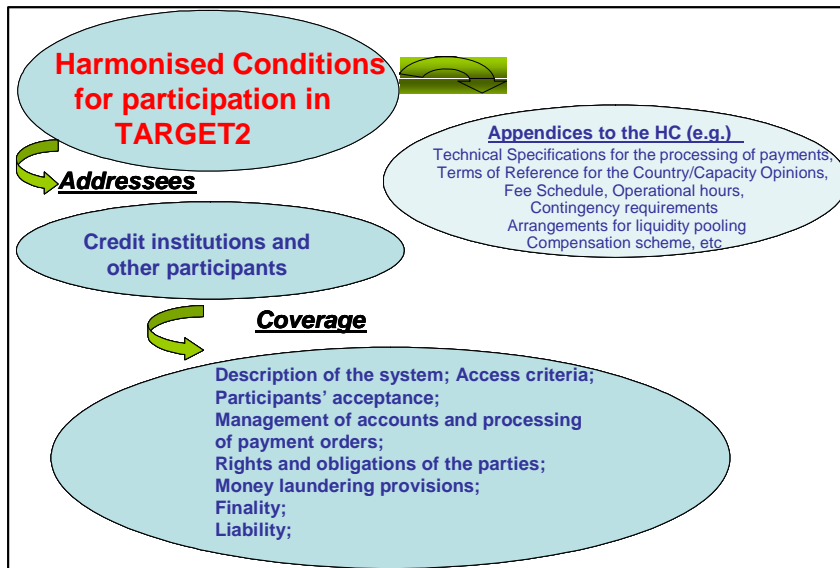 Harmonised Conditions
for participation in
TARGET2
Appendices to the HC (e.g.)
Technical Specifications for the processing of payments,
Terms of Reference for the Country/Capacity Opinions,
Fee Schedule, Operational hours,
Contingency requirements
Arrangements for liquidity pooling
Compensation scheme, etc
Addressees
Credit institutions and
other participants
Coverage
Description of the system; Access criteria;
Participants’ acceptance;
Management of accounts and processing
of payment orders;
Rights and obligations of the parties;
Money laundering provisions;
Finality;
Liability;